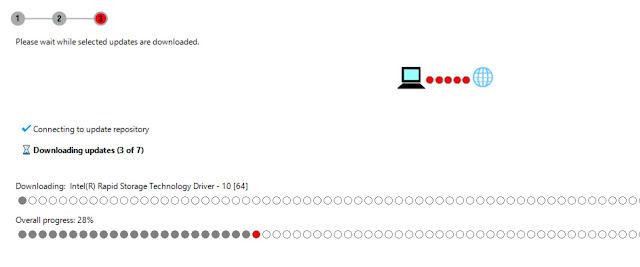 1 2 3
Please wait while selected updates are downloaded.
Connecting to update repository
Downloading updates (3 of 7)
Downloading: Intel(R) Rapid Storage Technology Driver - 10 [64]
Overall progress: 28%